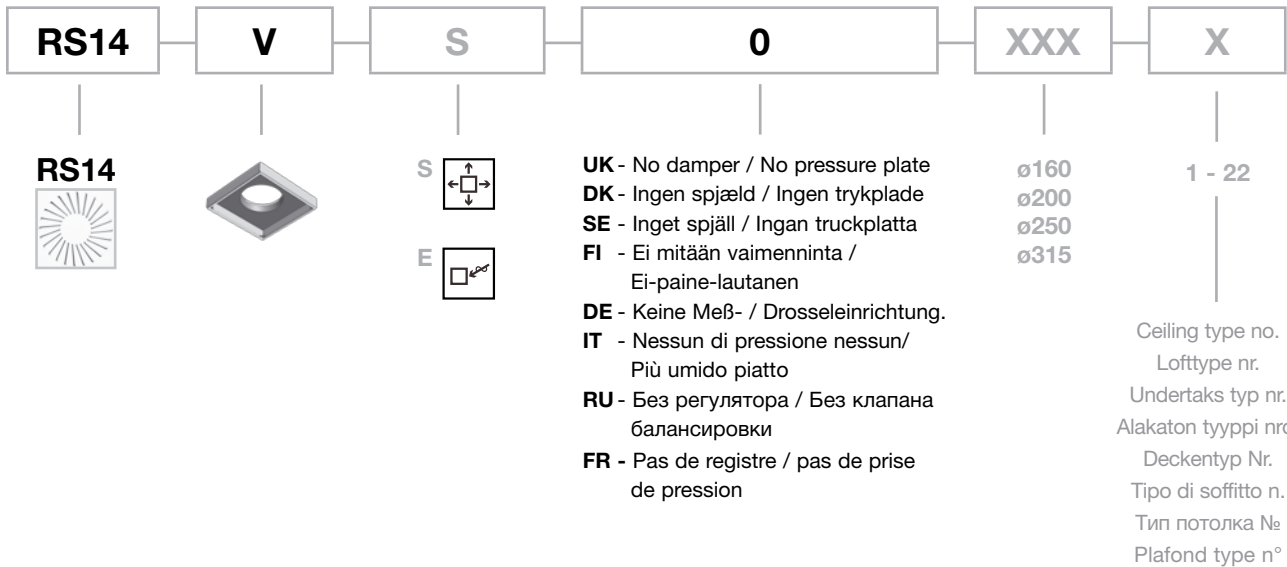 RS14 V S 0 XXX X
RS14
S
E
UK - No damper / No pressure plate
DK - Ingen spjæld / Ingen trykplade
SE - Inget spjäll / Ingan truckplatta
FI - Ei mitään vaimenninta /
Ei-paine-lautanen
DE - Keine Meß- / Drosseleinrichtung.
IT - Nessun di pressione nessun/
Più umido piatto
RU - Без регулятора / Без клапана
балансировки
FR - Pas de registre / pas de prise
de pression
ø160
ø200
ø250
ø315
1 - 22
Ceiling type no.
Lofttype nr.
Undertaks typ nr.
Alakaton tyyppi nro
Deckentyp Nr.
Tipo di soffitto n.
Тип потолка №
Plafond type n°